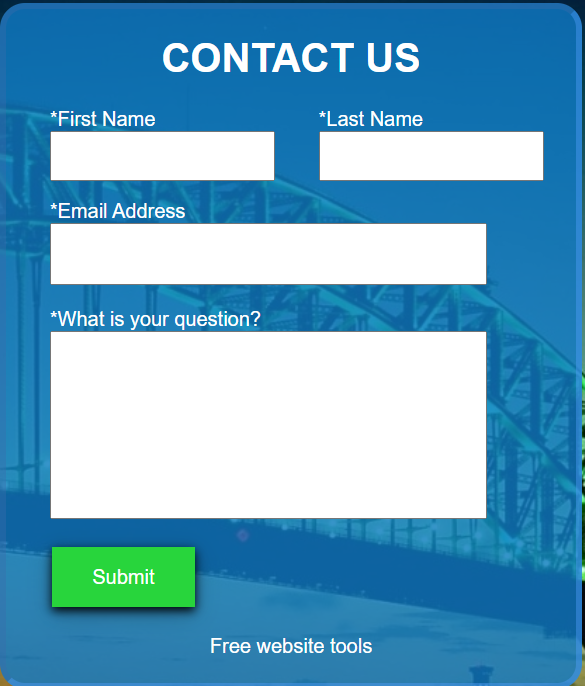 CONTACT US
*First Name
*Last Name
*Email Address
*What is your question?
Submit
Free website tools